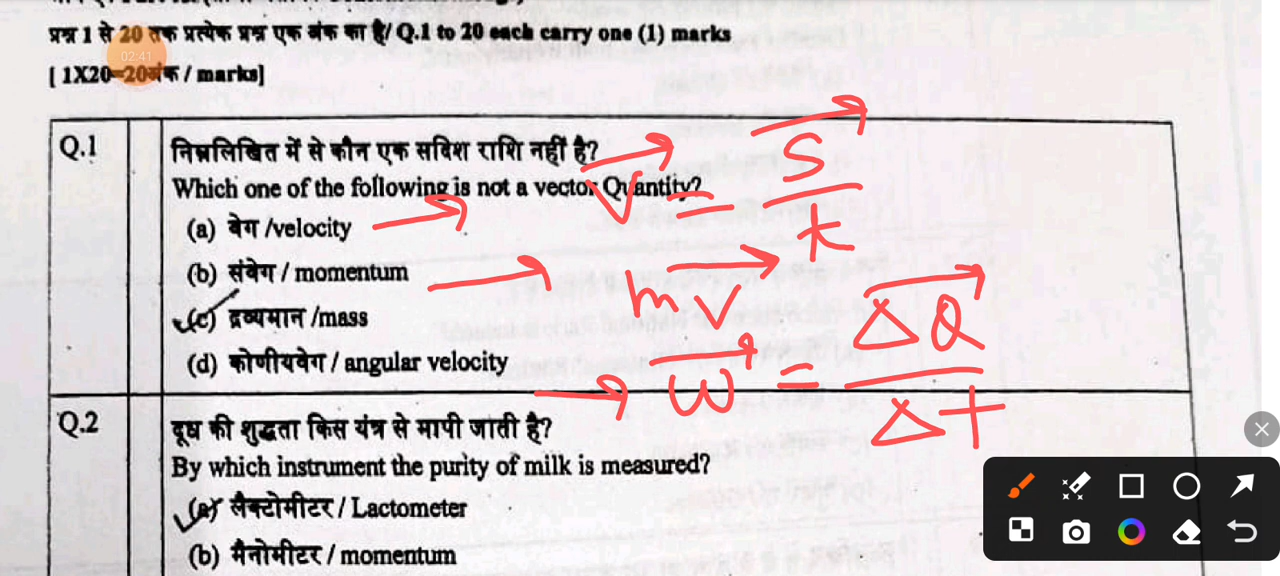 प्रश्न 1 से 20 तक प्रत्येक प्रश्न एक अंक का है/ Q.1 to 20 each carry one (1) marks
02:41
[ 1X20=20अंक / marks]
Q.1
निम्नलिखित में से कौन एक सदिश राशि नहीं है?
Which one of the following is not a vector Quantity?
(a) वेग /velocity
(b) संवेग / momentum
(c) द्रव्यमान /mass
(d) कोणीयवेग / angular velocity
V = S / t
mv
ω = ΔQ / Δt
Q.2
दूध की शुद्धता किस यंत्र से मापी जाती है?
By which instrument the purity of milk is measured?
(a) लैक्टोमीटर / Lactometer
(b) मैनोमीटर / momentum